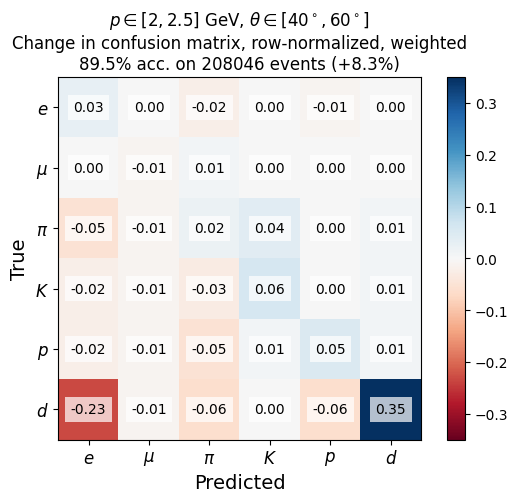 p ∈ [2, 2.5] GeV, θ ∈ [40°, 60°]
Change in confusion matrix, row-normalized, weighted
89.5% acc. on 208046 events (+8.3%)
e 0.03 0.00 -0.02 0.00 -0.01 0.00
μ 0.00 -0.01 0.01 0.00 0.00 0.00
π -0.05 -0.01 0.02 0.04 0.00 0.01
K -0.02 -0.01 -0.03 0.06 0.00 0.01
p -0.02 -0.01 -0.05 0.01 0.05 0.01
d -0.23 -0.01 -0.06 0.00 -0.06 0.35
e μ π K p d
Predicted
True
0.3
0.2
0.1
0.0
−0.1
−0.2
−0.3